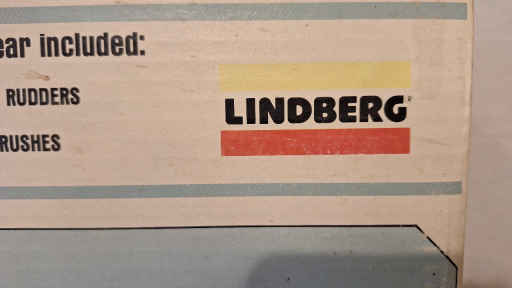 ear included:
RUDDERS
RUSHES
LINDBERG